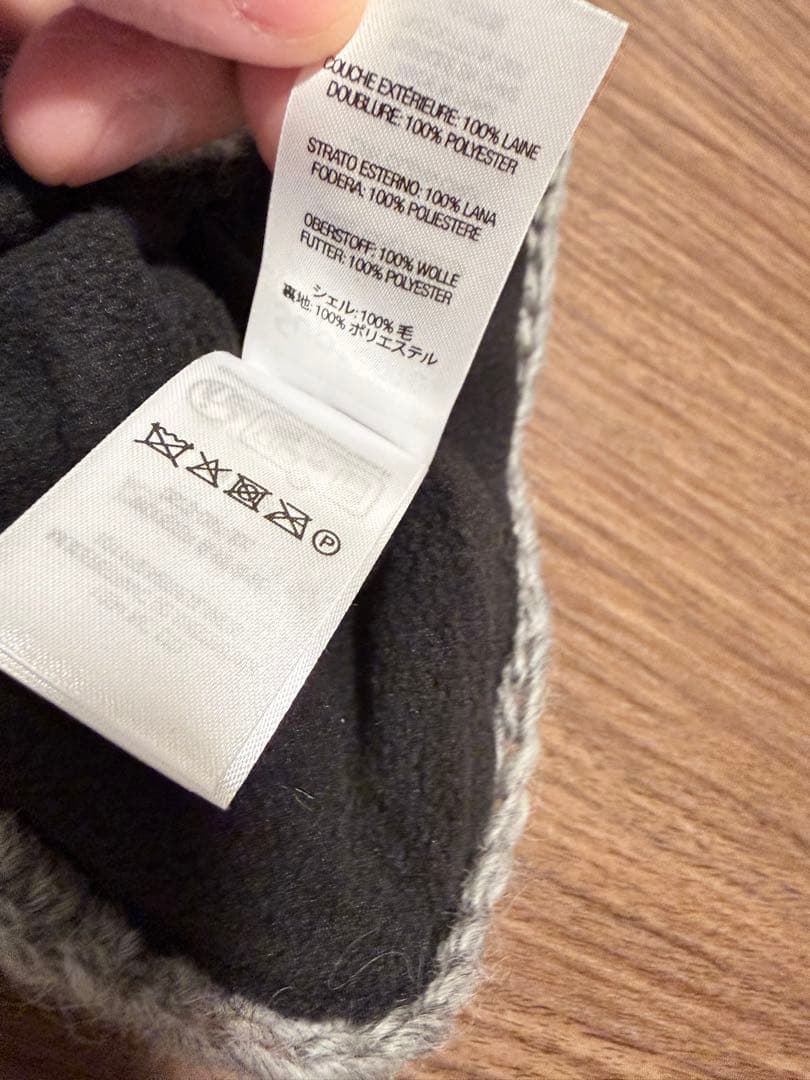 COUCHE EXTÉRIEURE: 100% LAINE
DOUBLURE: 100% POLYESTER
STRATO ESTERNO: 100% LANA
FODERA: 100% POLIESTERE
OBERSTOFF: 100% WOLLE
FUTTER: 100% POLYESTER
シェル: 100% 毛
裏地: 100% ポリエステル
P